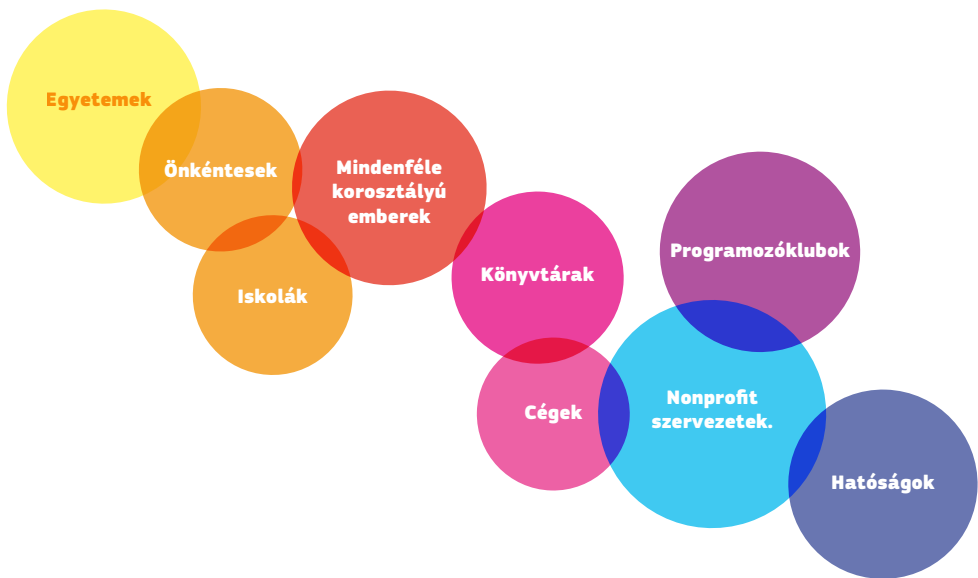 Egyetemek
Önkéntesek
Mindenféle
korosztályú
emberek
Iskolák
Könyvtárak
Programozóklubok
Cégek
Nonprofit
szervezetek.
Hatóságok